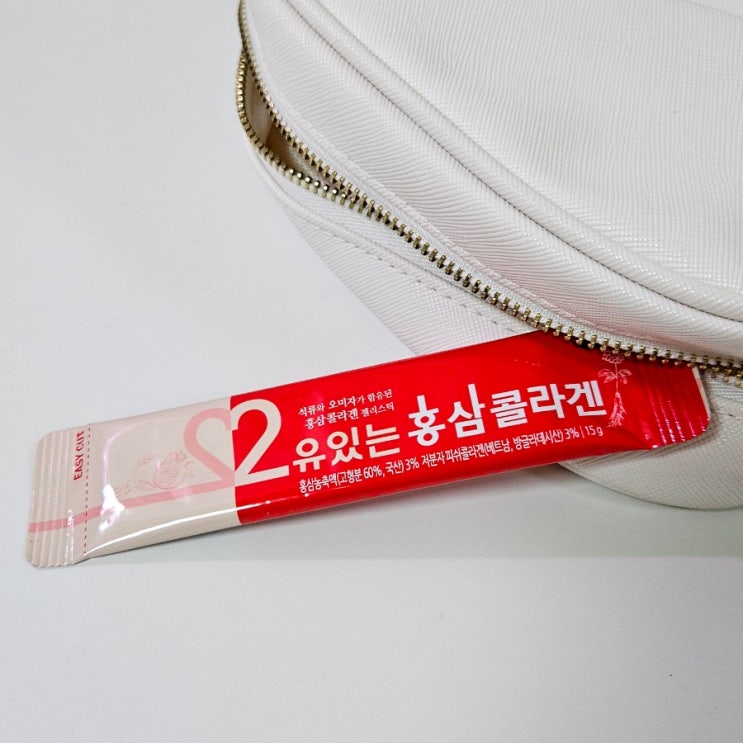 EASY CUT
석류와 오미자가 함유된
홍삼콜라겐 젤리스틱
22유있는 홍삼콜라겐
홍삼농축액(고형분 60%, 국산) 3% 저분자 피쉬콜라겐(베트남, 방글라데시산) 3% | 15 g